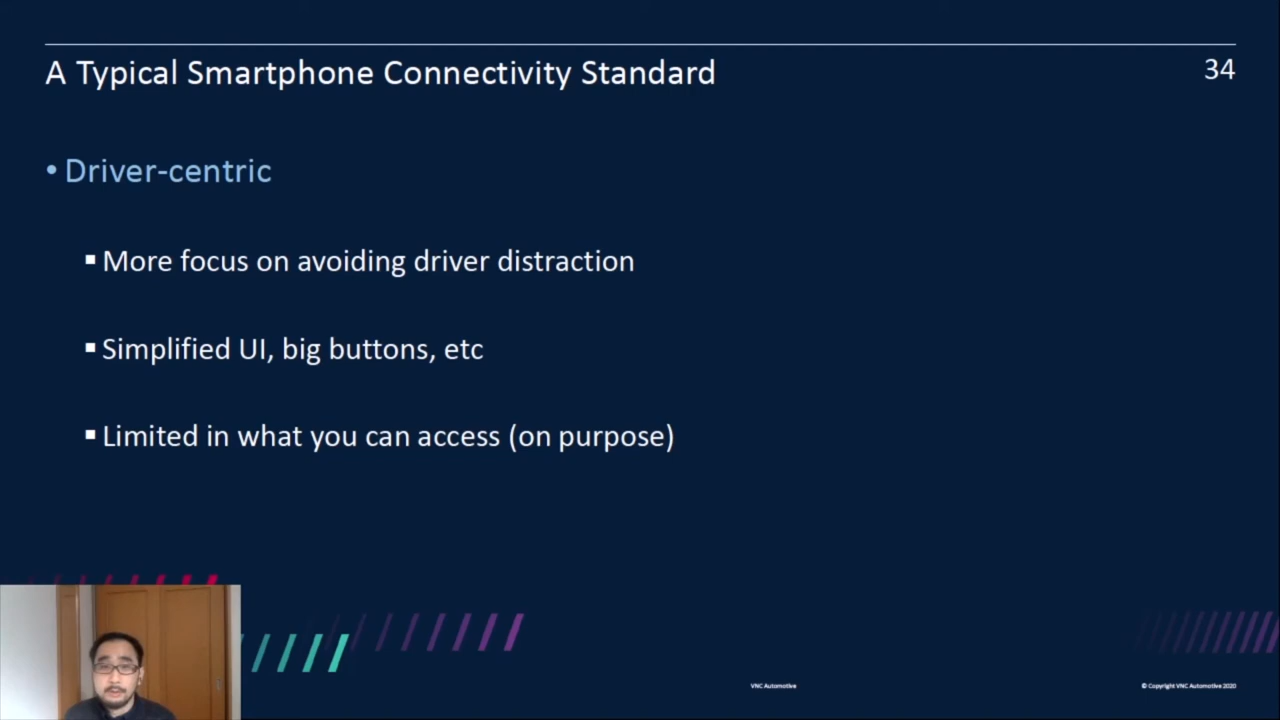 A Typical Smartphone Connectivity Standard
34
• Driver-centric
▪ More focus on avoiding driver distraction
▪ Simplified UI, big buttons, etc
▪ Limited in what you can access (on purpose)
VNC Automotive
© Copyright VNC Automotive 2020